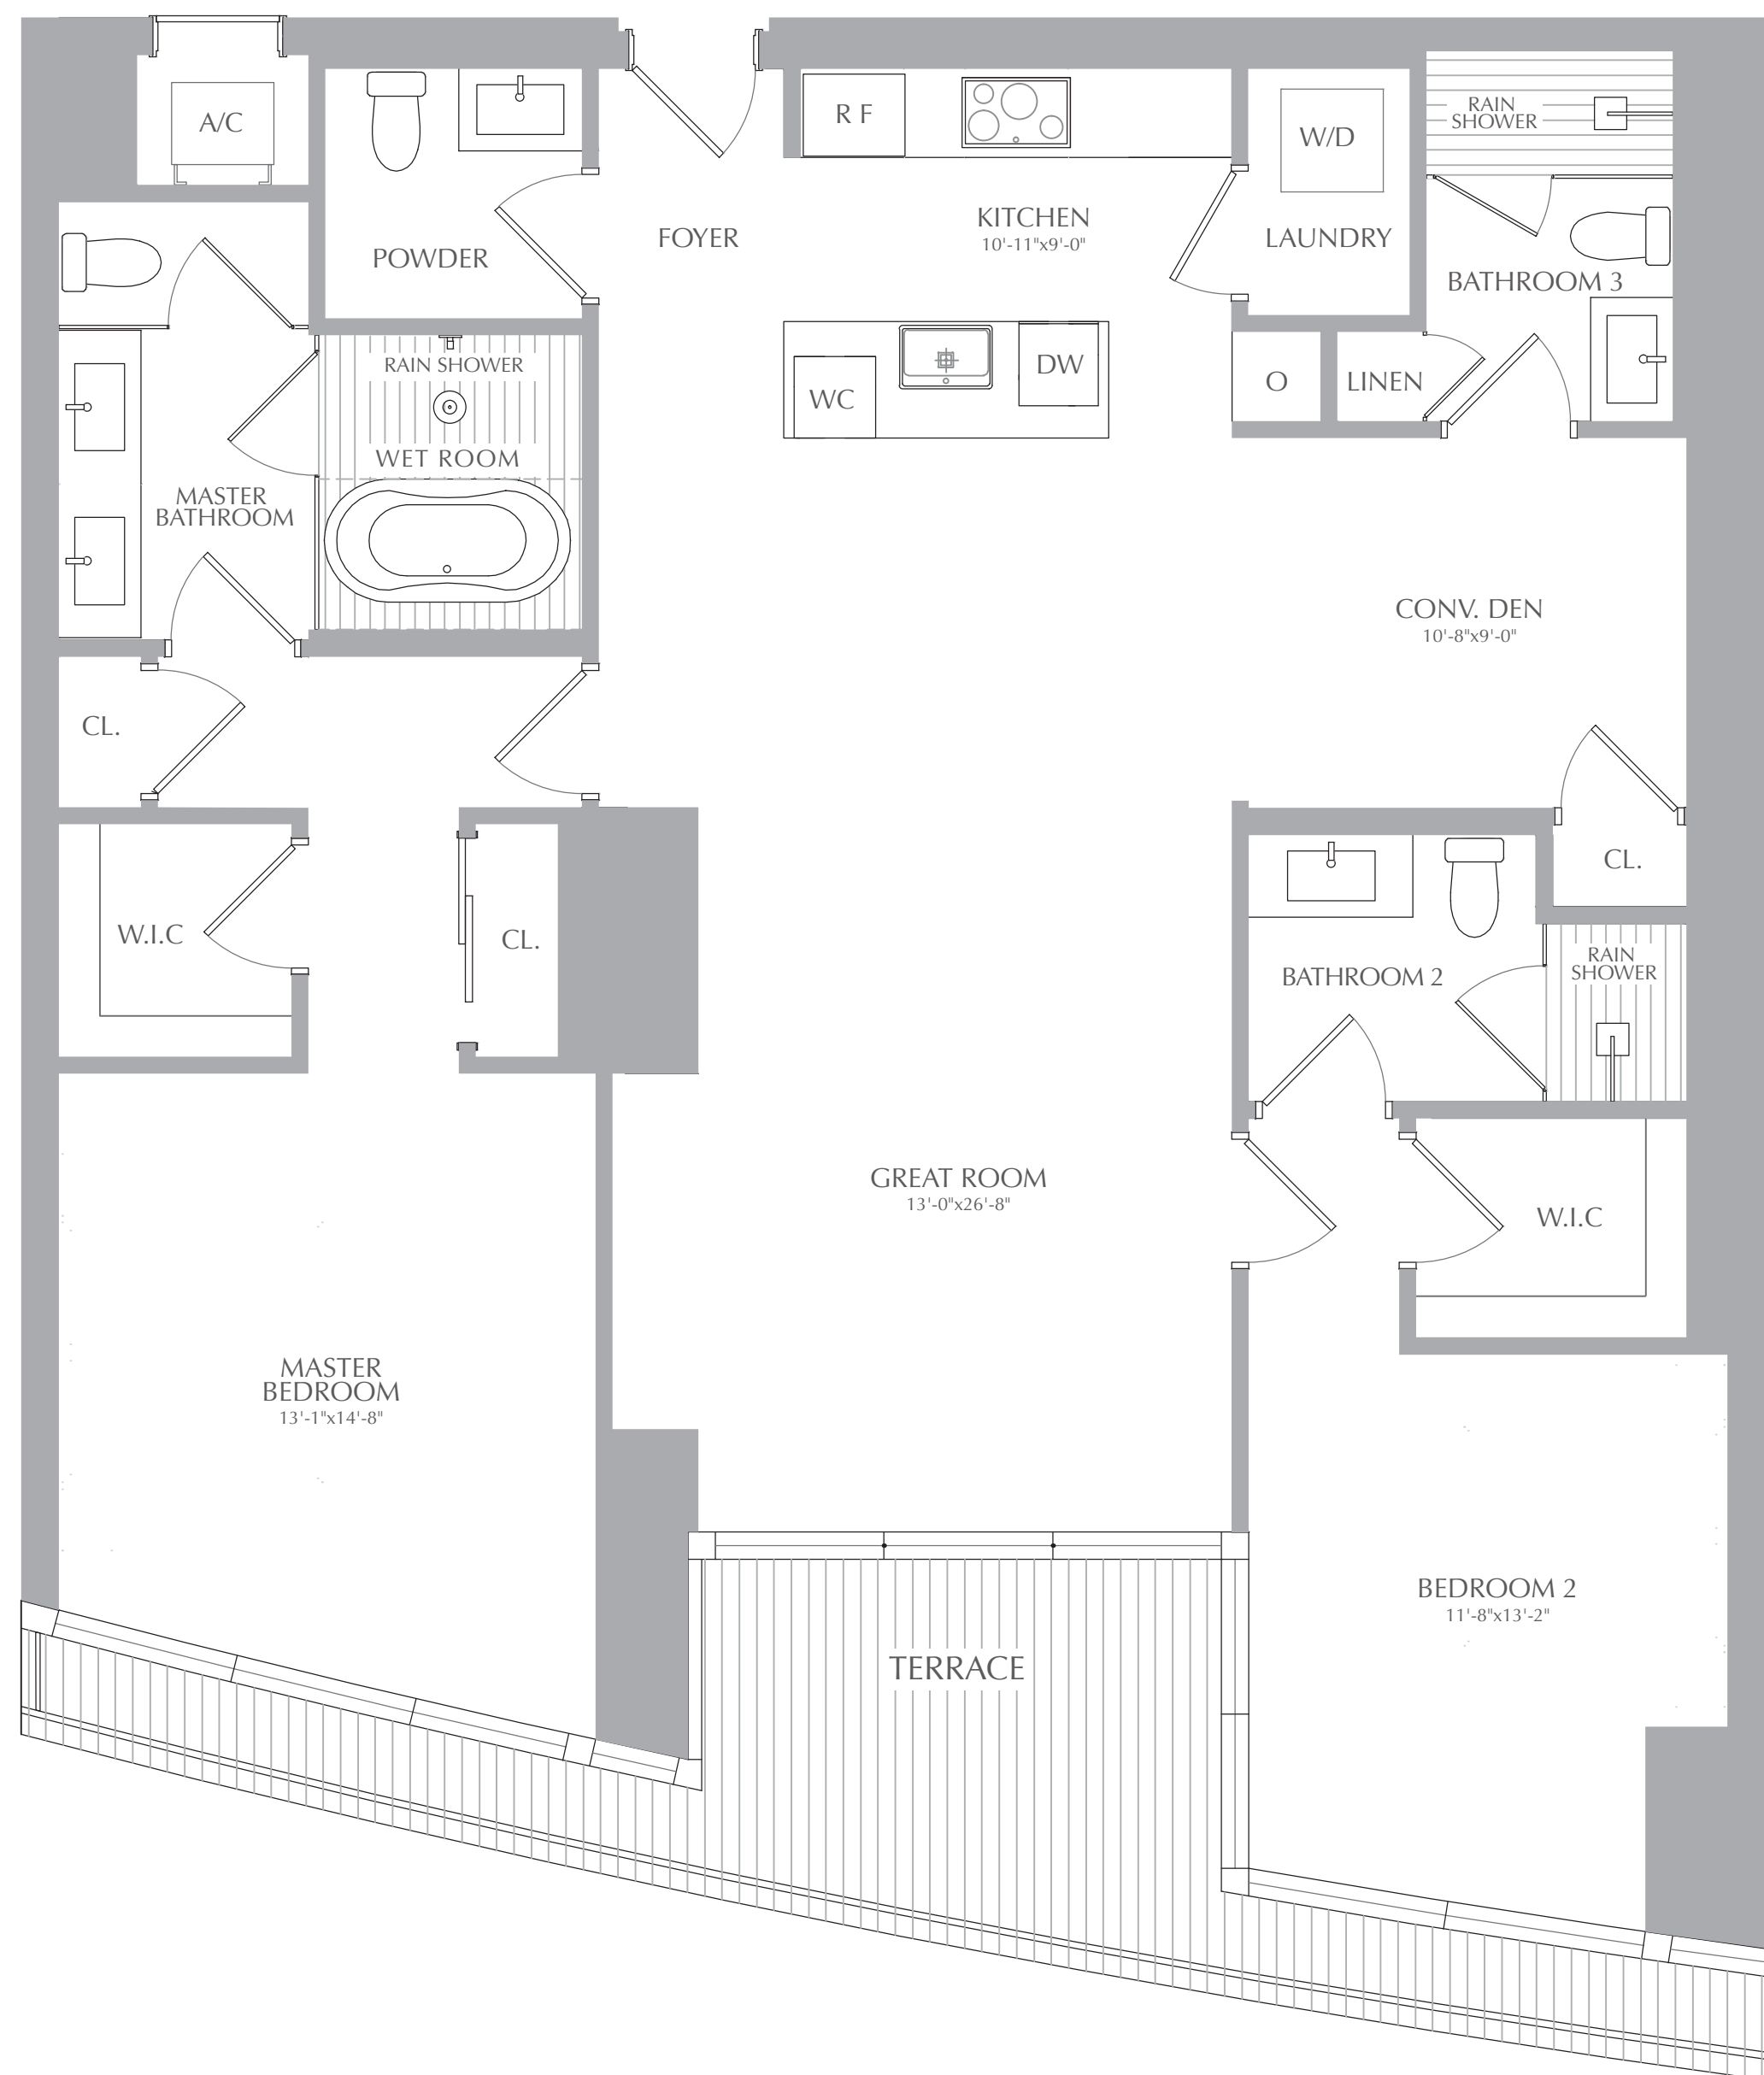 A/C
R F
W/D
RAIN
SHOWER
POWDER
FOYER
KITCHEN
10'-11"x9'-0"
LAUNDRY
BATHROOM 3
RAIN SHOWER
WC
DW
O
LINEN
WET ROOM
MASTER
BATHROOM
CONV. DEN
10'-8"x9'-0"
CL.
CL.
W.I.C
CL.
BATHROOM 2
RAIN
SHOWER
GREAT ROOM
13'-0"x26'-8"
W.I.C
MASTER
BEDROOM
13'-1"x14'-8"
BEDROOM 2
11'-8"x13'-2"
TERRACE